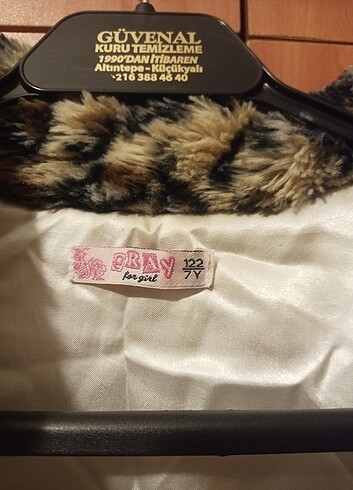 GÜVENAL
KURU TEMİZLEME
1990'DAN İTİBAREN
Altıntepe - Küçükyalı
216 388 46 40
GRAY
for girl
122
7Y